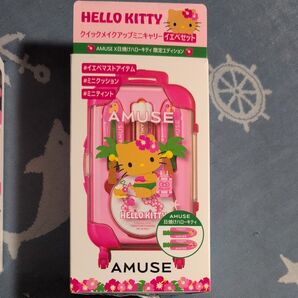 HELLO KITTY
クイックメイクアップミニキャリー イエベセット
AMUSE X日焼けハローキティ 限定エディション
#イエベマストアイテム
#ミニクッション
#ミニティント
AMUSE
HELLO KITTY
AMUSE
日焼けハローキティ
AMUSE